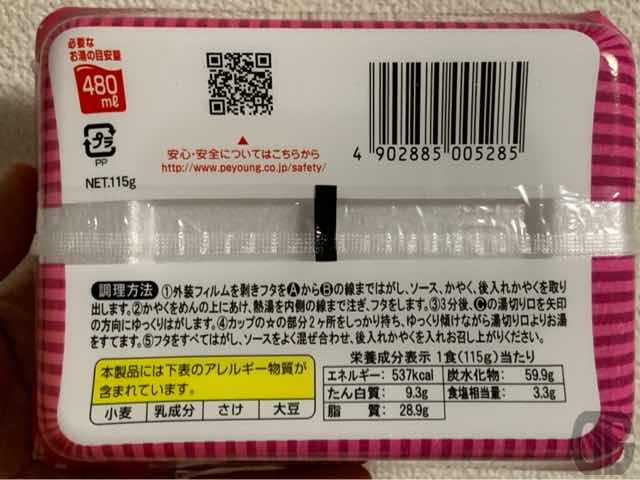 必要な
お湯の目安量
480
ml
プラ
PP
NET.115g
安心・安全についてはこちらから
http://www.peyoung.co.jp/safety/
4 902885 005285
調理方法 ①外装フィルムを剥きフタをAからBの線まではがし、ソース、かやく、後入れかやくを取り
出します。②かやくをめんの上にあけ、熱湯を内側の線まで注ぎ、フタをします。③3分後、Cの湯切り口を矢印
の方向にゆっくりはがします。④カップの☆の部分2ヶ所をしっかり持ち、ゆっくり傾けながら湯切り口よりお湯
をすてます。⑤フタをすべてはがし、ソースをよく混ぜ合わせ、後入れかやくを入れお召し上がりください。
本製品には下表のアレルギー物質が
含まれています。
小麦 乳成分 さけ 大豆
栄養成分表示 1食(115g)当たり
エネルギー: 537kcal 炭水化物: 59.9g
たん白質: 9.3g 食塩相当量: 3.3g
脂質: 28.9g